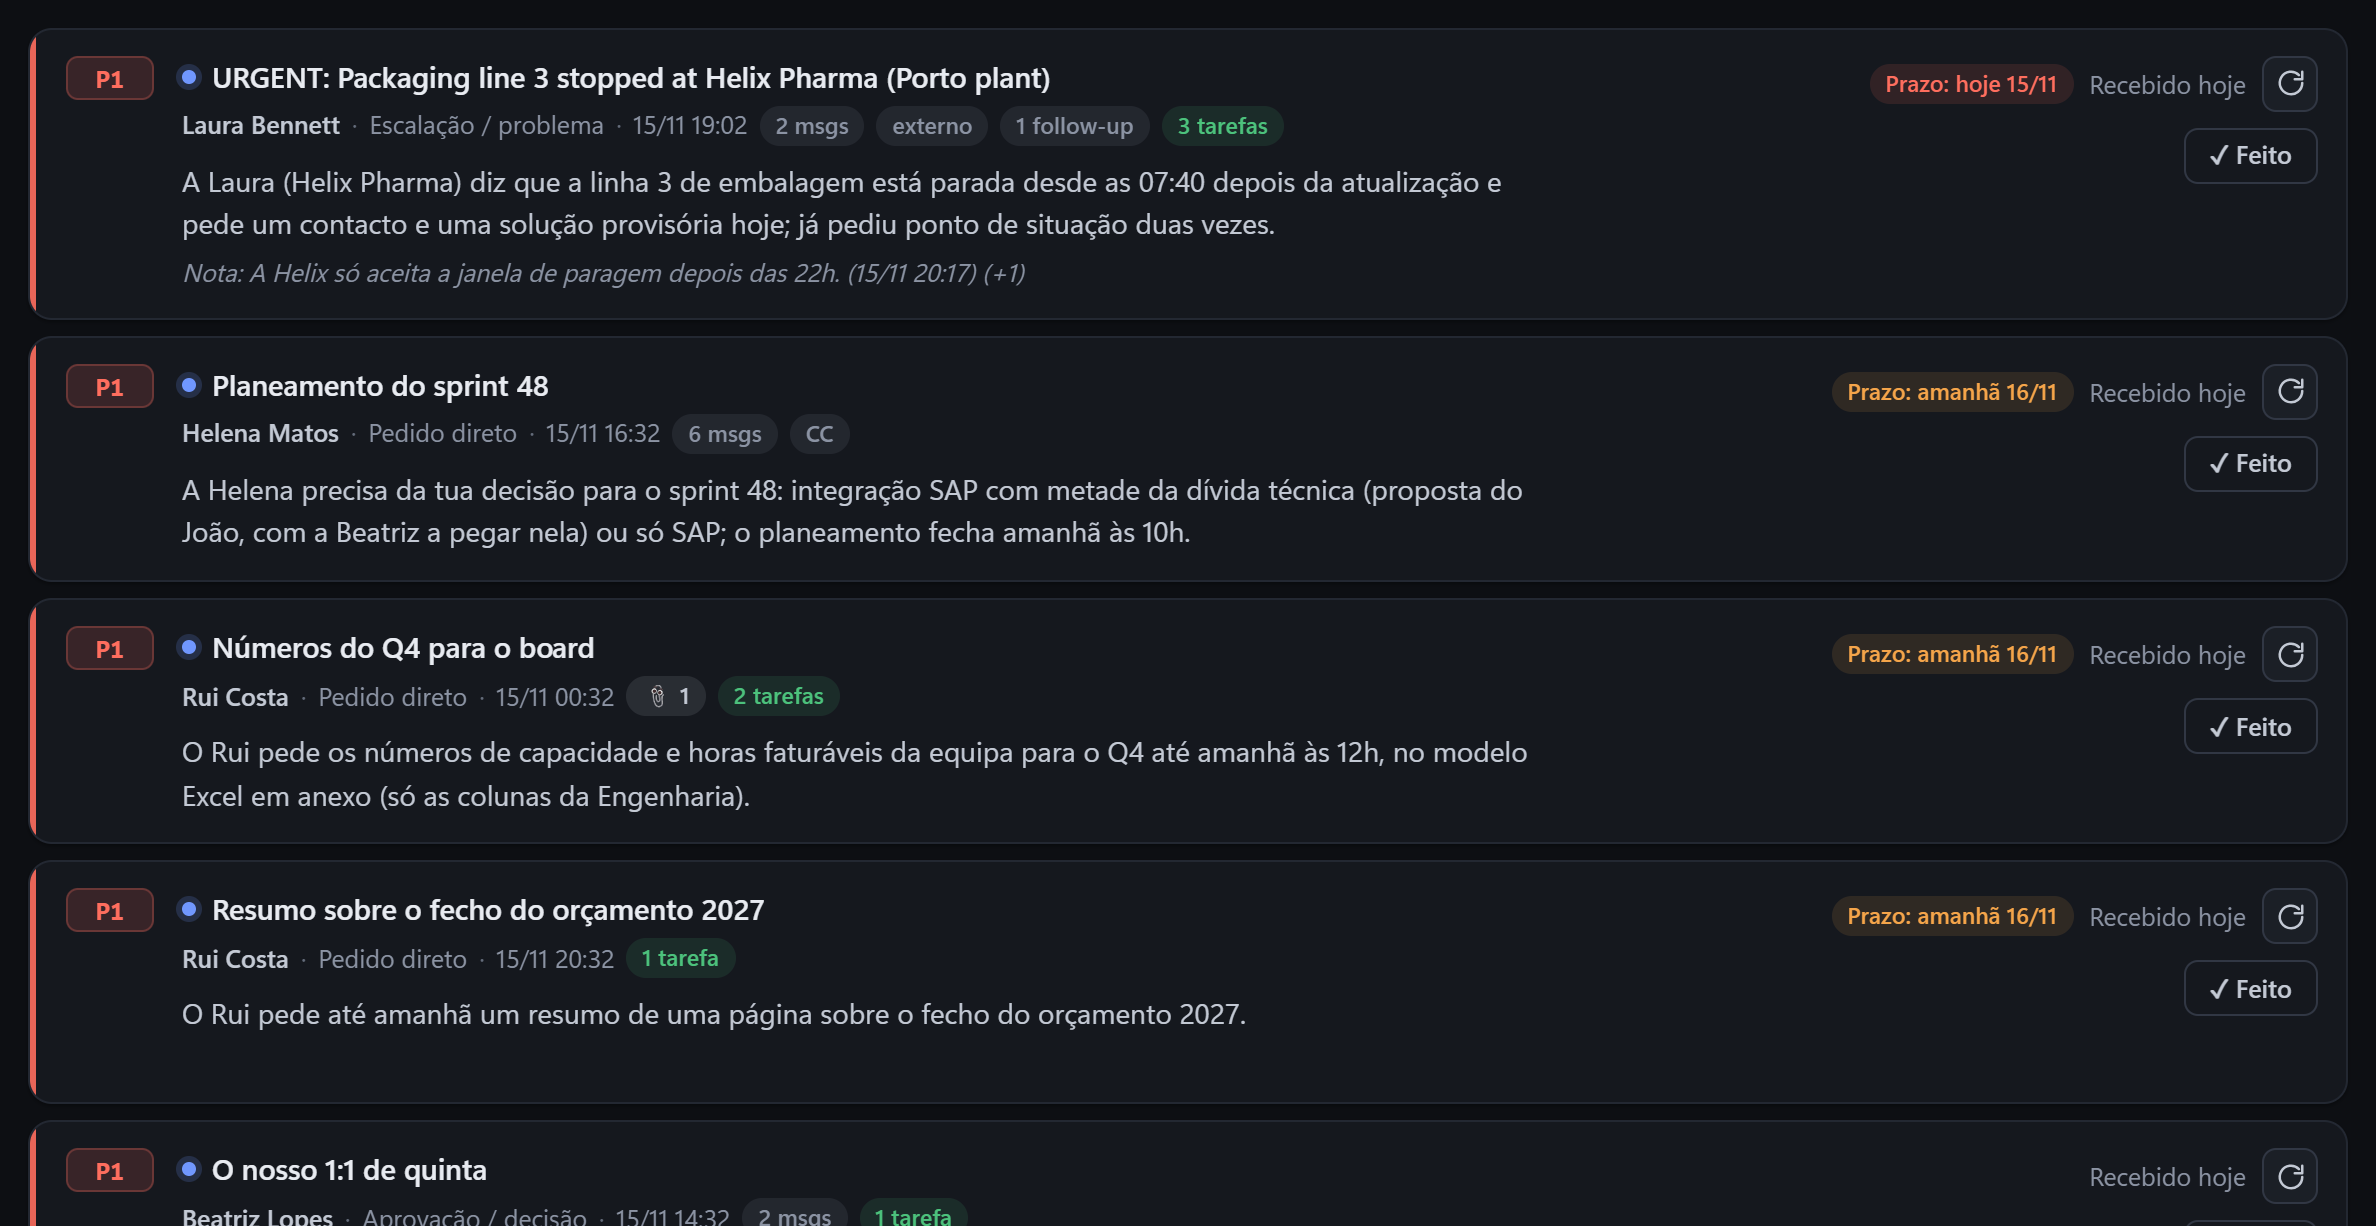 P1 URGENT: Packaging line 3 stopped at Helix Pharma (Porto plant) Prazo: hoje 15/11 Recebido hoje
Laura Bennett · Escalação / problema · 15/11 19:02 2 msgs externo 1 follow-up 3 tarefas
✓ Feito
A Laura (Helix Pharma) diz que a linha 3 de embalagem está parada desde as 07:40 depois da atualização e
pede um contacto e uma solução provisória hoje; já pediu ponto de situação duas vezes.
Nota: A Helix só aceita a janela de paragem depois das 22h. (15/11 20:17) (+1)
P1 Planeamento do sprint 48 Prazo: amanhã 16/11 Recebido hoje
Helena Matos · Pedido direto · 15/11 16:32 6 msgs CC
✓ Feito
A Helena precisa da tua decisão para o sprint 48: integração SAP com metade da dívida técnica (proposta do
João, com a Beatriz a pegar nela) ou só SAP; o planeamento fecha amanhã às 10h.
P1 Números do Q4 para o board Prazo: amanhã 16/11 Recebido hoje
Rui Costa · Pedido direto · 15/11 00:32 1 2 tarefas
✓ Feito
O Rui pede os números de capacidade e horas faturáveis da equipa para o Q4 até amanhã às 12h, no modelo
Excel em anexo (só as colunas da Engenharia).
P1 Resumo sobre o fecho do orçamento 2027 Prazo: amanhã 16/11 Recebido hoje
Rui Costa · Pedido direto · 15/11 20:32 1 tarefa
✓ Feito
O Rui pede até amanhã um resumo de uma página sobre o fecho do orçamento 2027.
P1 O nosso 1:1 de quinta Recebido hoje
Beatriz Lopes · Aprovação / decisão · 15/11 14:32 2 msgs 1 tarefa